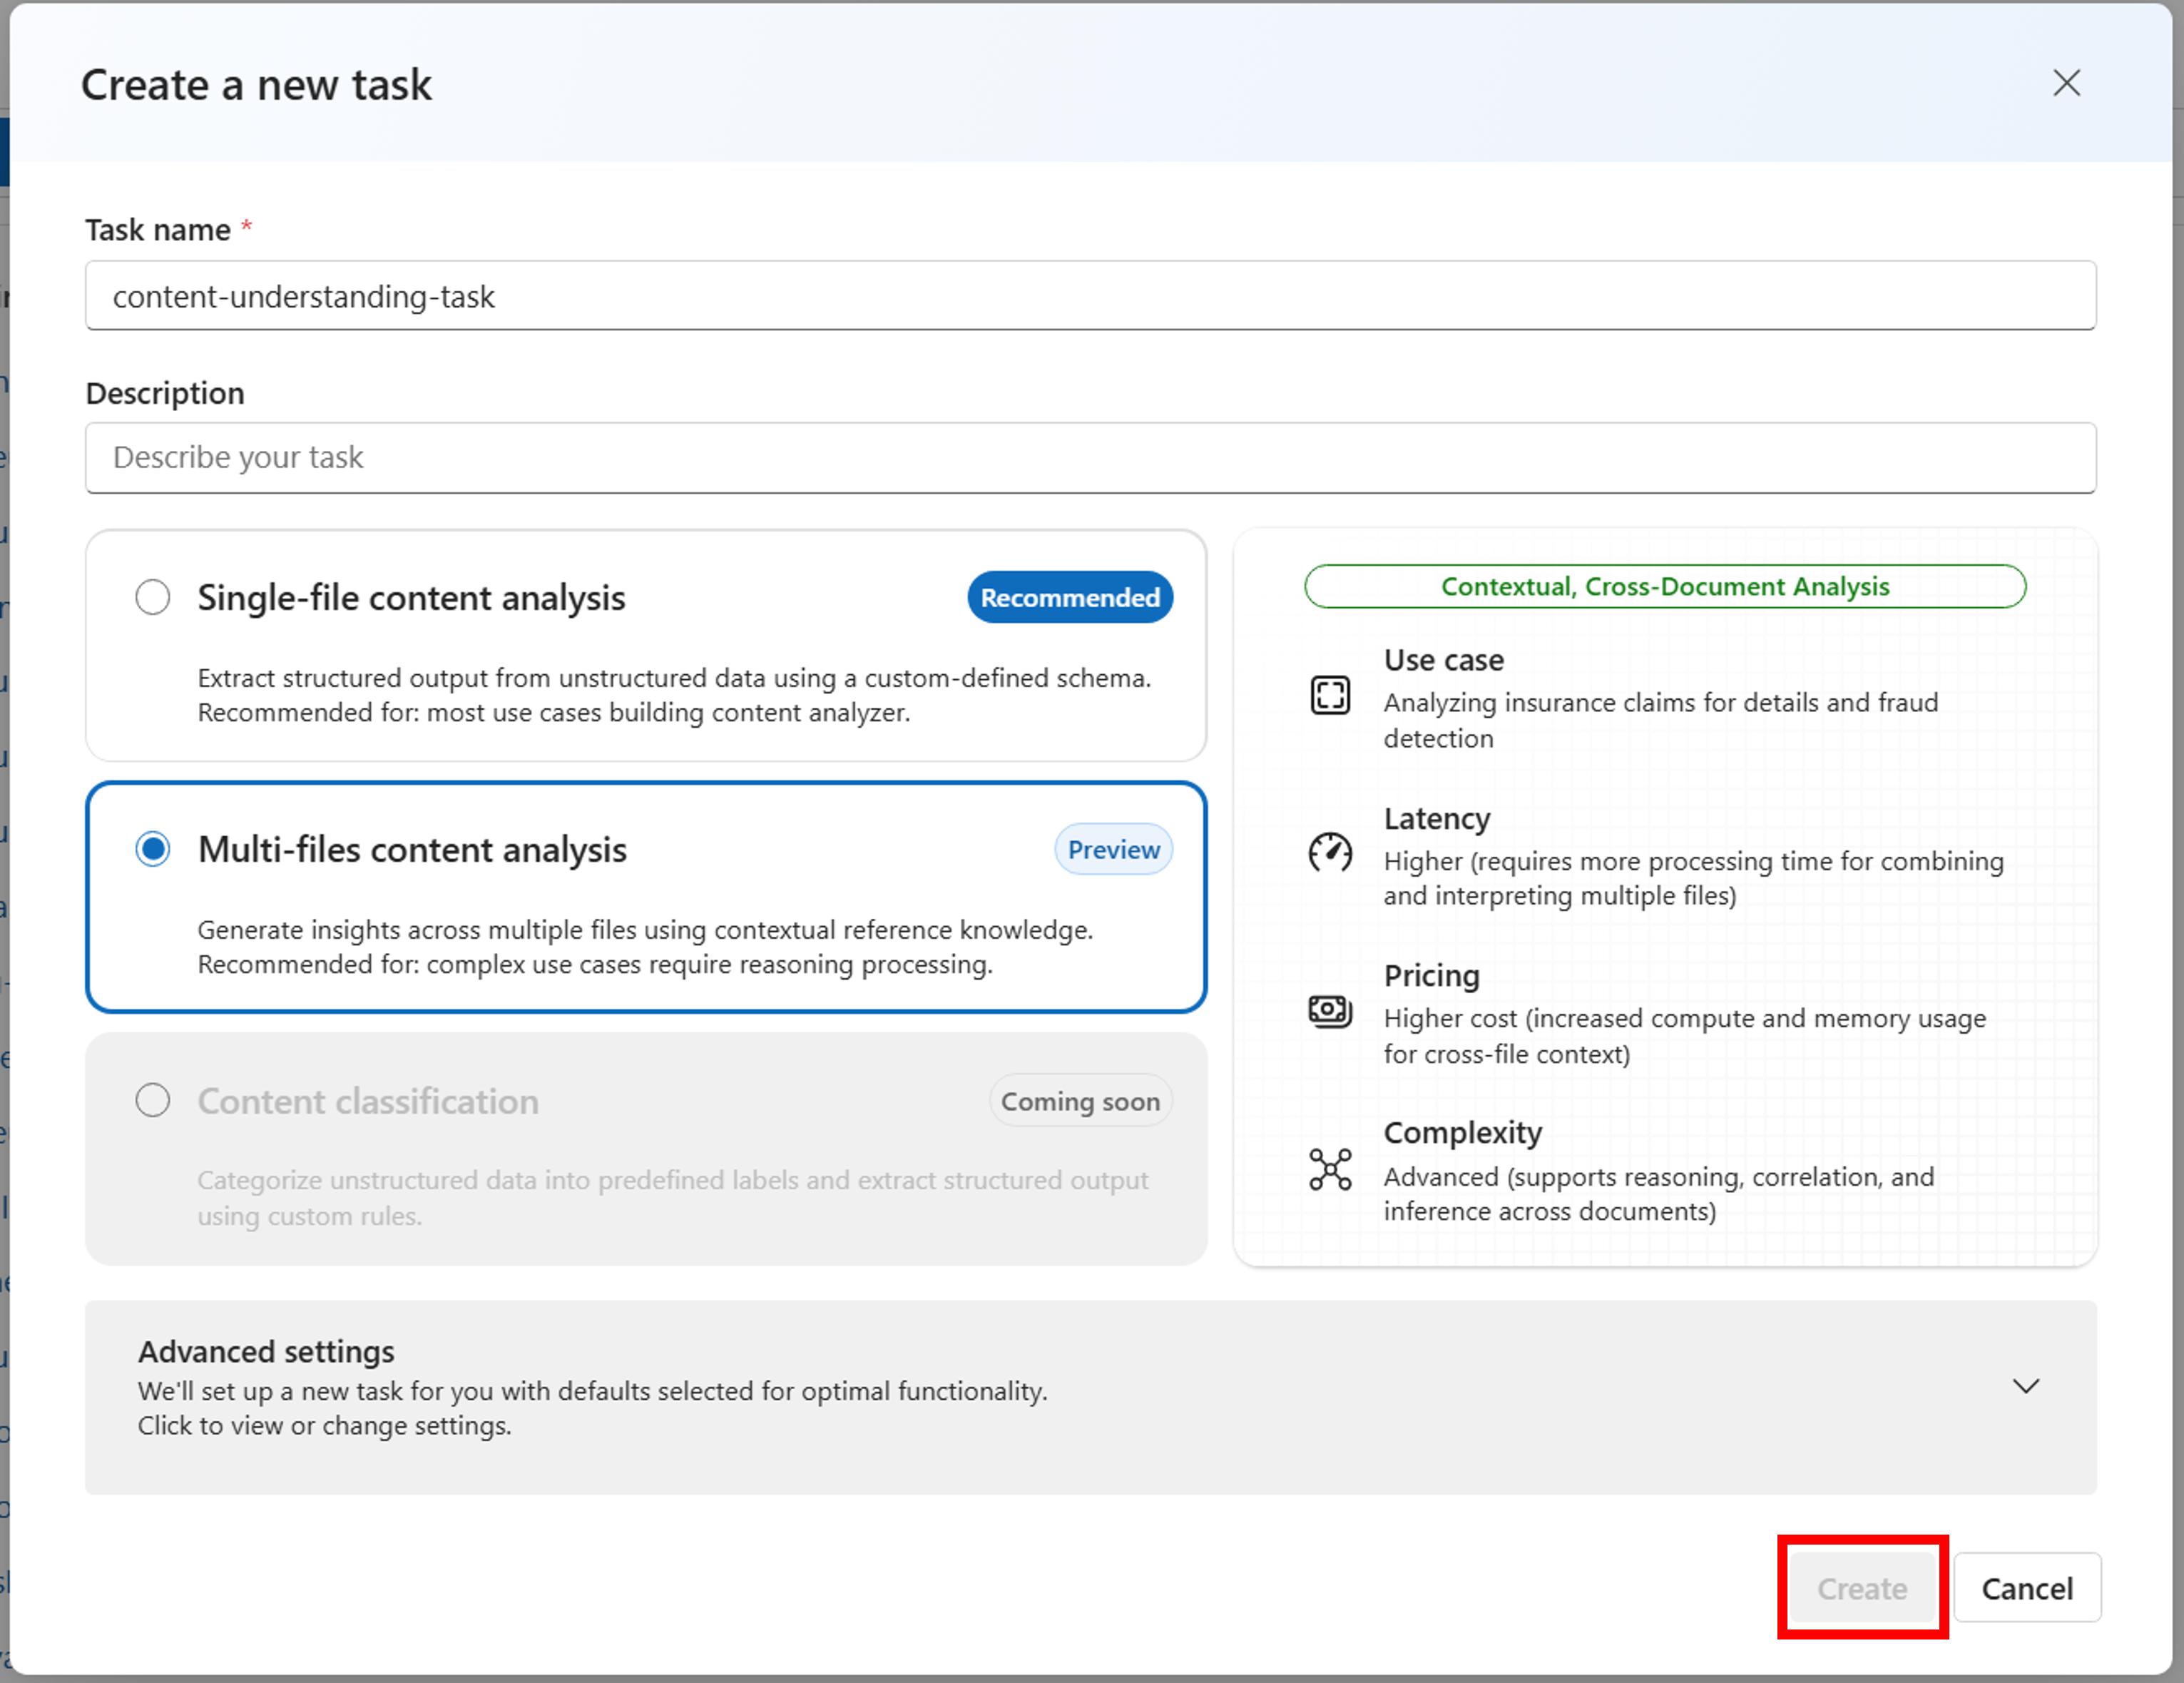 Create a new task
Task name *
content-understanding-task
Description
Describe your task
Single-file content analysis
Recommended
Extract structured output from unstructured data using a custom-defined schema.
Recommended for: most use cases building content analyzer.
Multi-files content analysis
Preview
Generate insights across multiple files using contextual reference knowledge.
Recommended for: complex use cases require reasoning processing.
Content classification
Coming soon
Categorize unstructured data into predefined labels and extract structured output
using custom rules.
Contextual, Cross-Document Analysis
Use case
Analyzing insurance claims for details and fraud
detection
Latency
Higher (requires more processing time for combining
and interpreting multiple files)
Pricing
Higher cost (increased compute and memory usage
for cross-file context)
Complexity
Advanced (supports reasoning, correlation, and
inference across documents)
Advanced settings
We'll set up a new task for you with defaults selected for optimal functionality.
Click to view or change settings.
Create
Cancel